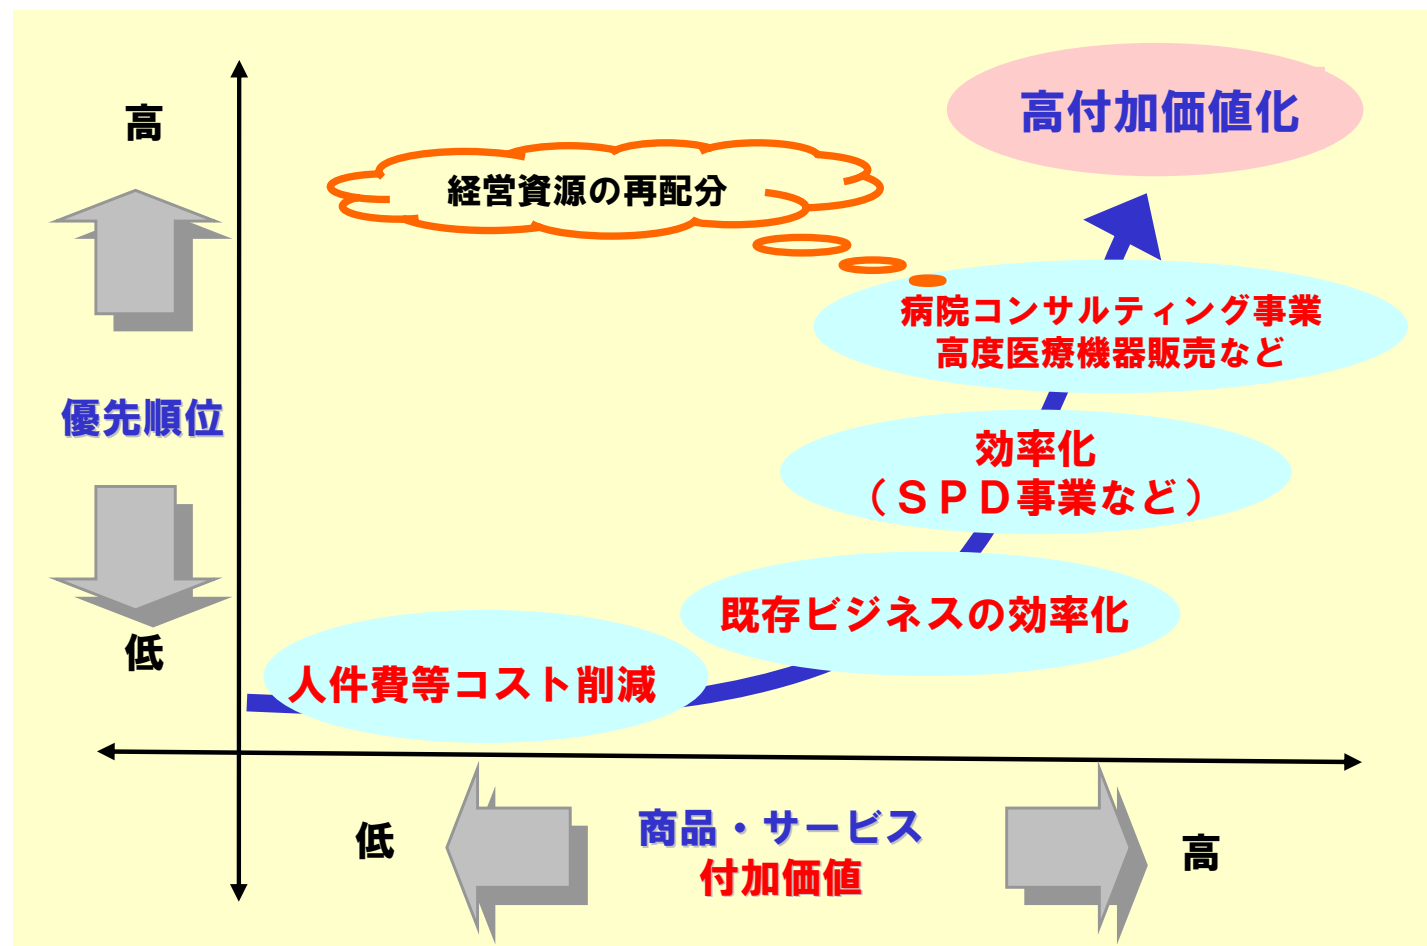 高付加価値化
高
経営資源の再配分
病院コンサルティング事業
高度医療機器販売など
優先順位
効率化
（ＳＰＤ事業など）
既存ビジネスの効率化
低
人件費等コスト削減
低
商品・サービス
付加価値
高